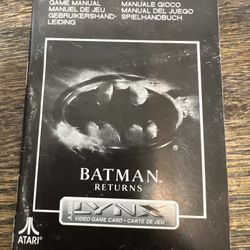 GAME MANUAL
MANUEL DE JEU
GEBRUIKERSHAND-
LEIDING
MANUALE GIOCO
MANUAL DEL JUEGO
SPIELHANDBUCH
BATMAN
RETURNS
ATARI
LYNX
VIDEO GAME CARD • CARTE DE JEU
ATARI